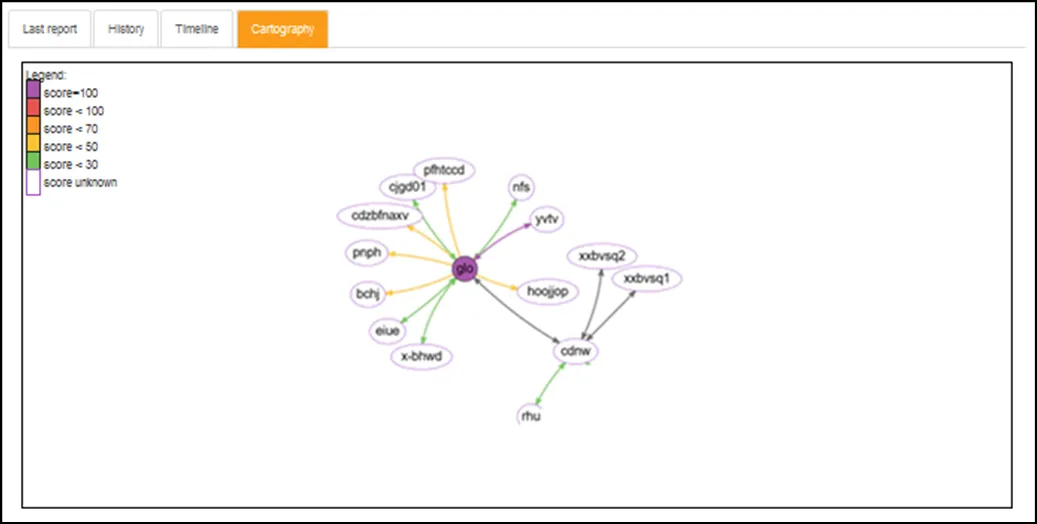 Last report History Timeline Cartography
Legend:
score=100
score < 100
score < 70
score < 50
score < 30
score unknown
pfhtccd
cjgd01
nfs
cdzbfnaxv
yvtv
pnph
xxbvsq2
glo
xxbvsq1
bchj
hoojjop
eiue
x-bhwd
cdnw
rhu